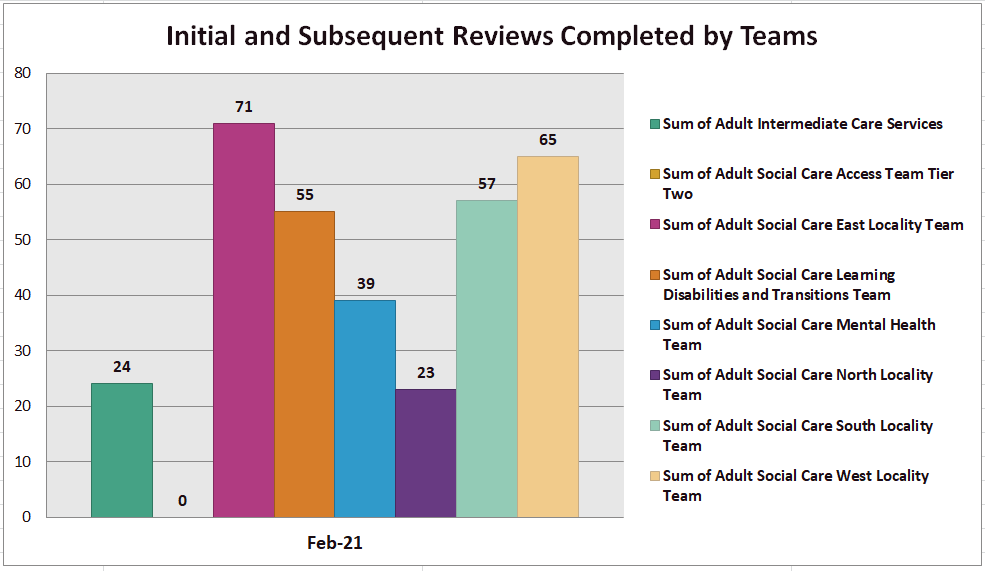 Initial and Subsequent Reviews Completed by Teams
80
70
60
50
40
30
20
10
0
24
0
71
55
39
23
57
65
Feb-21
Sum of Adult Intermediate Care Services
Sum of Adult Social Care Access Team Tier
Two
Sum of Adult Social Care East Locality Team
Sum of Adult Social Care Learning
Disabilities and Transitions Team
Sum of Adult Social Care Mental Health
Team
Sum of Adult Social Care North Locality
Team
Sum of Adult Social Care South Locality
Team
Sum of Adult Social Care West Locality
Team